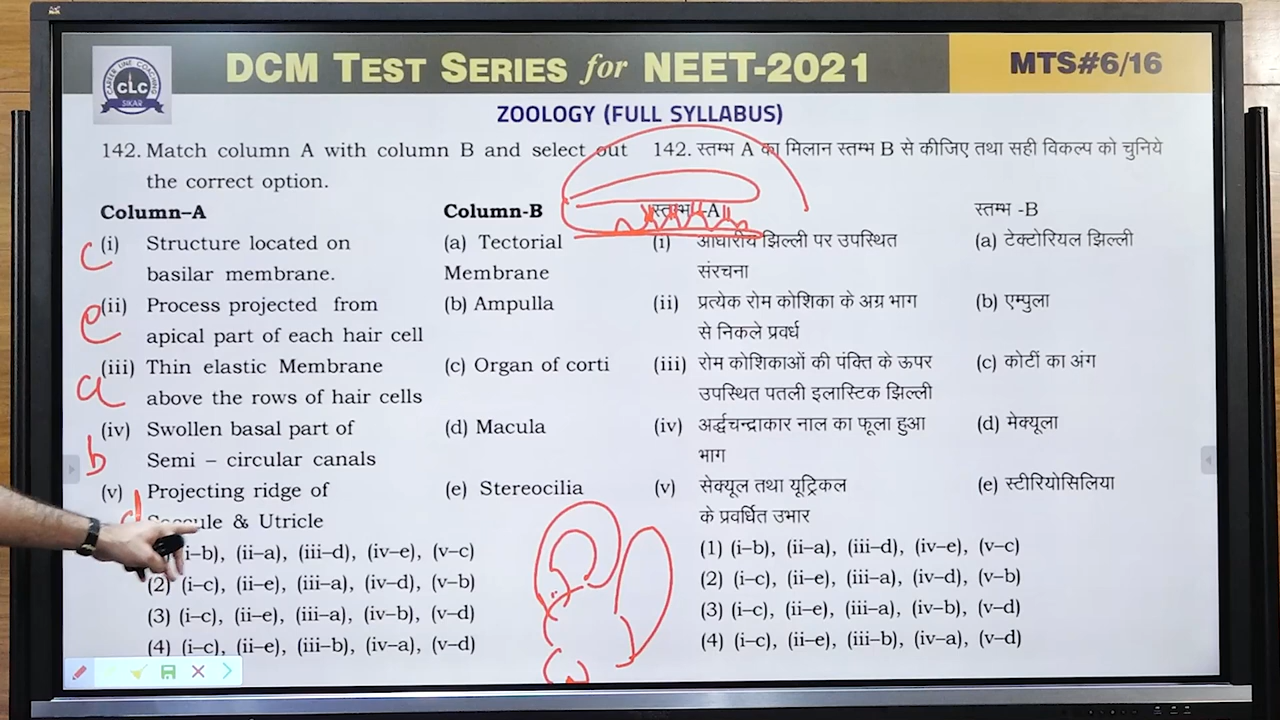 CAREER LINE COACHING
CLC
SIKAR
DCM TEST SERIES for NEET-2021
MTS#6/16
ZOOLOGY (FULL SYLLABUS)
142. Match column A with column B and select out
the correct option.
Column–A Column-B
(i) Structure located on (a) Tectorial
basilar membrane. Membrane
(ii) Process projected from (b) Ampulla
apical part of each hair cell
(iii) Thin elastic Membrane (c) Organ of corti
above the rows of hair cells
(iv) Swollen basal part of (d) Macula
Semi – circular canals
(v) Projecting ridge of (e) Stereocilia
Saccule & Utricle
(i–b), (ii–a), (iii–d), (iv–e), (v–c)
(2) (i–c), (ii–e), (iii–a), (iv–d), (v–b)
(3) (i–c), (ii–e), (iii–a), (iv–b), (v–d)
(4) (i–c), (ii–e), (iii–b), (iv–a), (v–d)
c
e
a
b
d
142. स्तम्भ A का मिलान स्तम्भ B से कीजिए तथा सही विकल्प को चुनिये
स्तम्भ -A स्तम्भ -B
(i) आधारीय झिल्ली पर उपस्थित (a) टेक्टोरियल झिल्ली
संरचना
(ii) प्रत्येक रोम कोशिका के अग्र भाग (b) एम्पुला
से निकले प्रवर्ध
(iii) रोम कोशिकाओं की पंक्ति के ऊपर (c) कोर्टी का अंग
उपस्थित पतली इलास्टिक झिल्ली
(iv) अर्द्धचन्द्राकार नाल का फूला हुआ (d) मेक्यूला
भाग
(v) सेक्यूल तथा यूट्रिकल (e) स्टीरियोसिलिया
के प्रवर्धित उभार
(1) (i–b), (ii–a), (iii–d), (iv–e), (v–c)
(2) (i–c), (ii–e), (iii–a), (iv–d), (v–b)
(3) (i–c), (ii–e), (iii–a), (iv–b), (v–d)
(4) (i–c), (ii–e), (iii–b), (iv–a), (v–d)